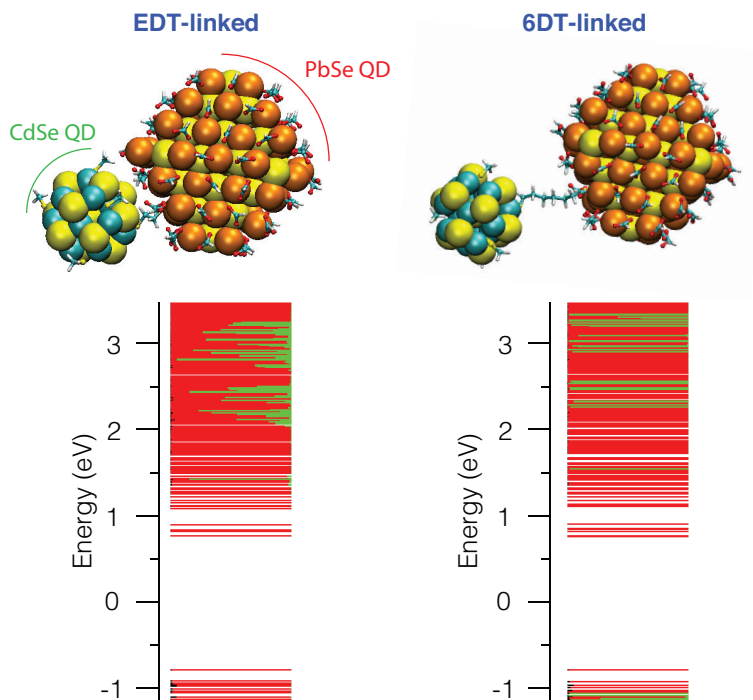 EDT-linked
6DT-linked
PbSe QD
CdSe QD
3
2
1
0
-1
Energy (eV)
3
2
1
0
-1
Energy (eV)